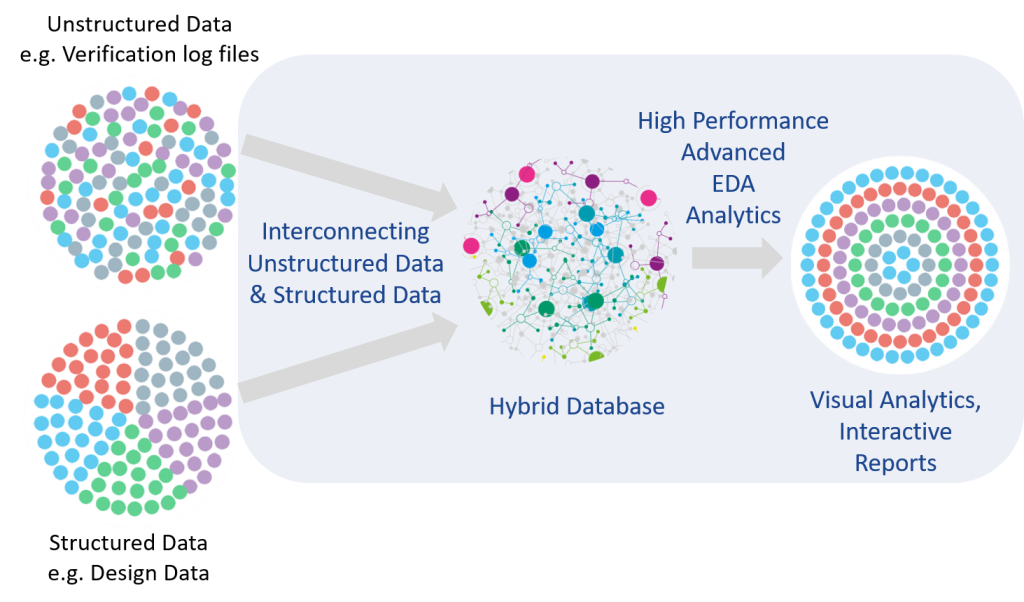 Unstructured Data
e.g. Verification log files
Interconnecting
Unstructured Data
& Structured Data
High Performance
Advanced
EDA
Analytics
Hybrid Database
Visual Analytics,
Interactive
Reports
Structured Data
e.g. Design Data